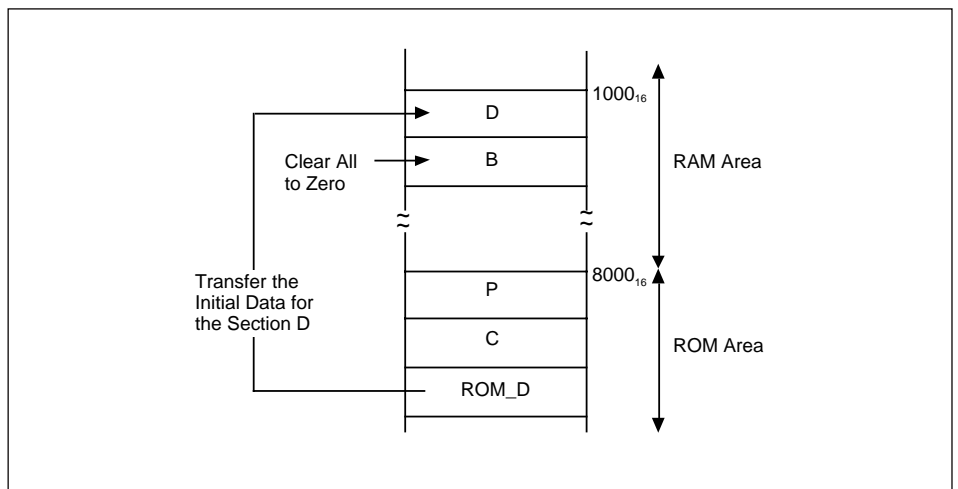 1000₁₆
D
Clear All
to Zero
B
RAM Area
≈ ≈
8000₁₆
Transfer the
Initial Data for
the Section D
P
C
ROM Area
ROM_D